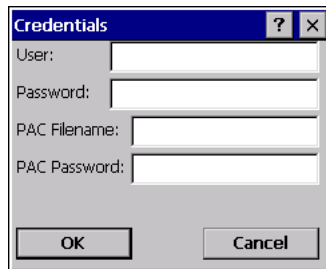 Credentials ? ×
User:
Password:
PAC Filename:
PAC Password:
OK Cancel